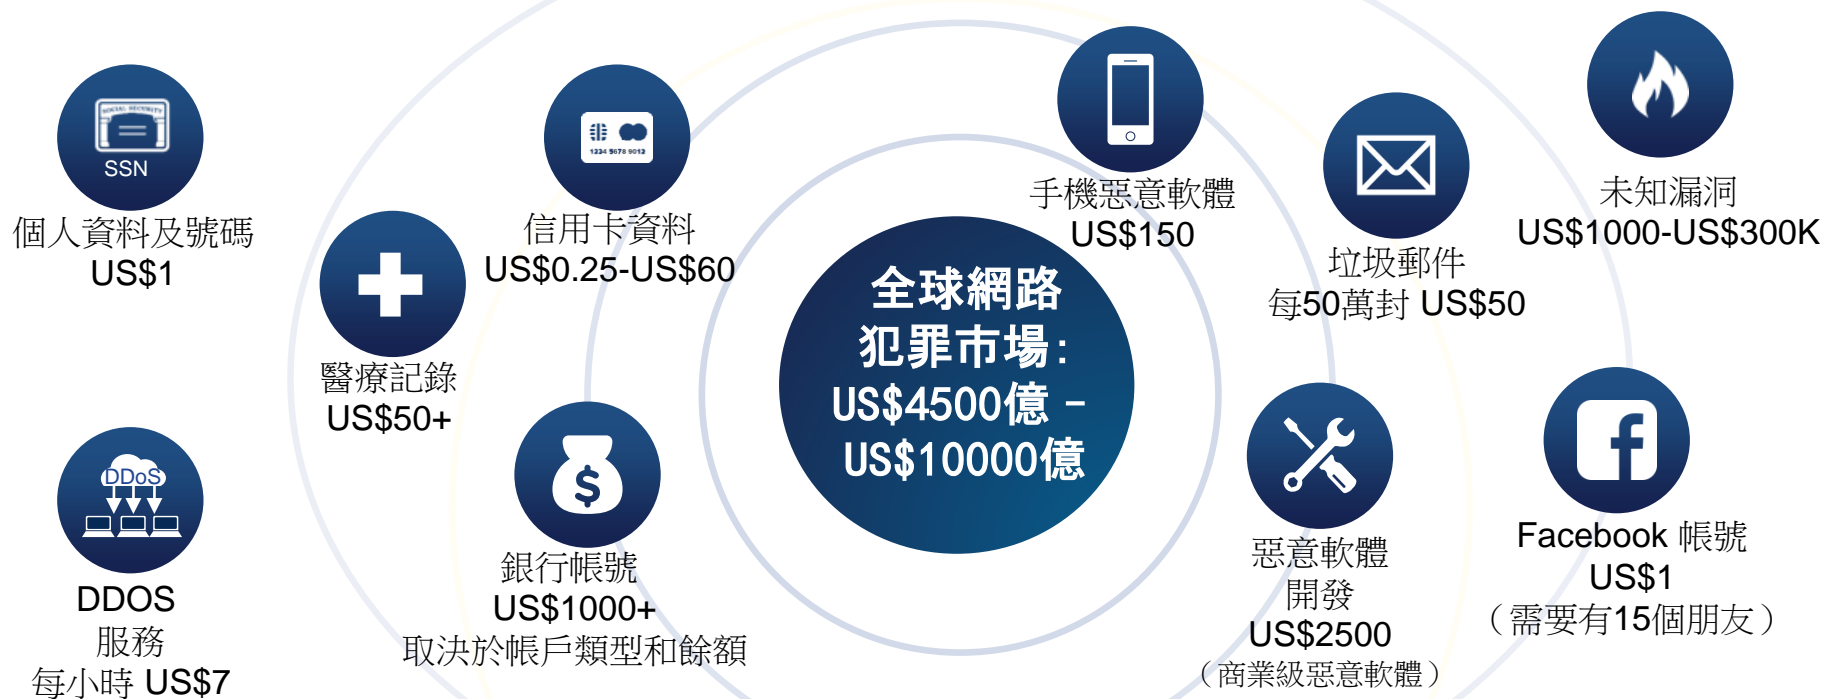 SOCIAL SECURITY
SSN
個人資料及號碼
US$1
醫療記錄
US$50+
1234 5678 9012
信用卡資料
US$0.25-US$60
手機惡意軟體
US$150
垃圾郵件
每50萬封 US$50
未知漏洞
US$1000-US$300K
全球網路
犯罪市場:
US$4500億 -
US$10000億
DDoS
DDOS
服務
每小時 US$7
銀行帳號
US$1000+
取決於帳戶類型和餘額
惡意軟體
開發
US$2500
（商業級惡意軟體）
Facebook 帳號
US$1
（需要有15個朋友）